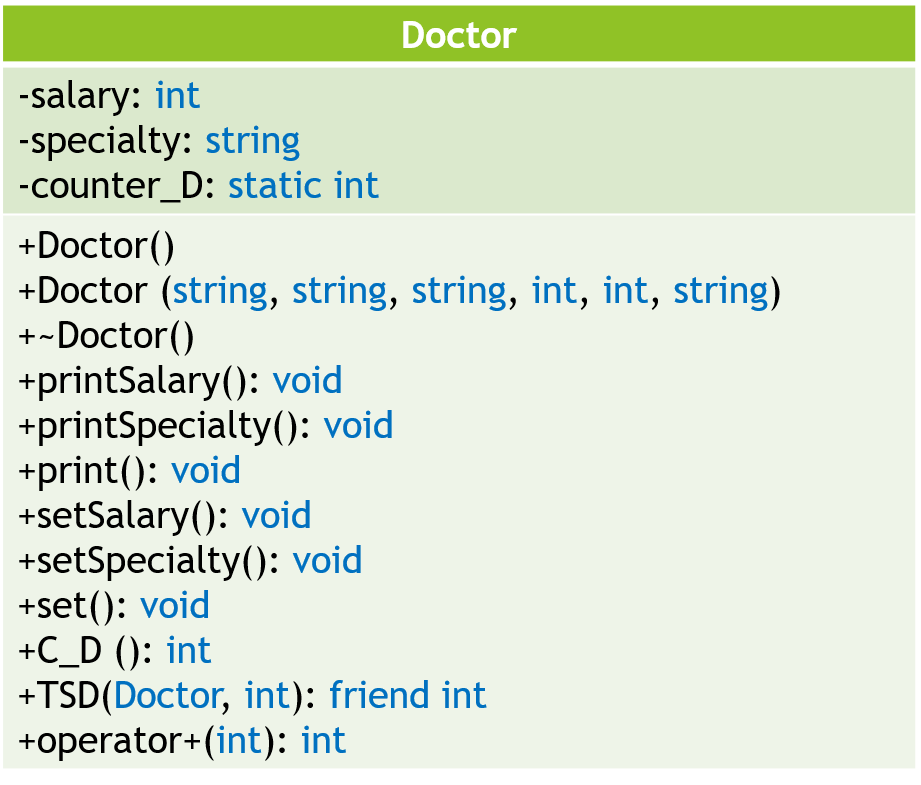 Doctor
-salary: int
-specialty: string
-counter_D: static int
+Doctor()
+Doctor (string, string, string, int, int, string)
+~Doctor()
+printSalary(): void
+printSpecialty(): void
+print(): void
+setSalary(): void
+setSpecialty(): void
+set(): void
+C_D (): int
+TSD(Doctor, int): friend int
+operator+(int): int